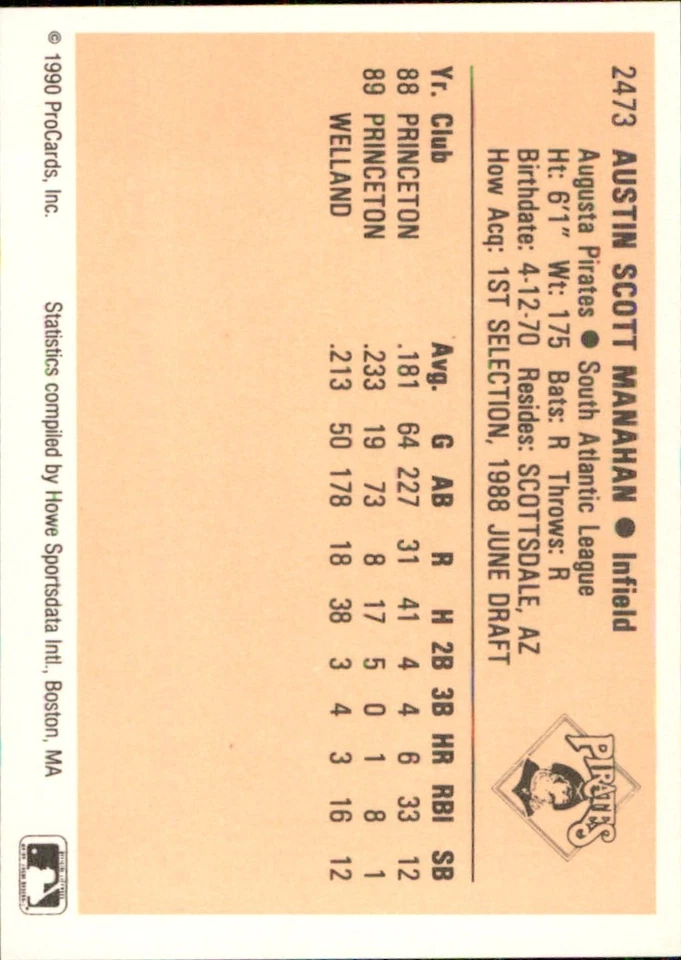 2473 AUSTIN SCOTT MANAHAN ● Infield
Augusta Pirates ● South Atlantic League
Ht: 6'1" Wt: 175 Bats: R Throws: R
Birthdate: 4-12-70 Resides: SCOTTSDALE, AZ
How Acq: 1ST SELECTION, 1988 JUNE DRAFT
PIRATES
Yr. Club Avg. G AB R H 2B 3B HR RBI SB
88 PRINCETON .181 64 227 31 41 4 4 6 33 12
89 PRINCETON .233 19 73 8 17 5 0 1 8 1
WELLAND .213 50 178 18 38 3 4 3 16 12
© 1990 ProCards, Inc. Statistics compiled by Howe Sportsdata Intl., Boston, MA